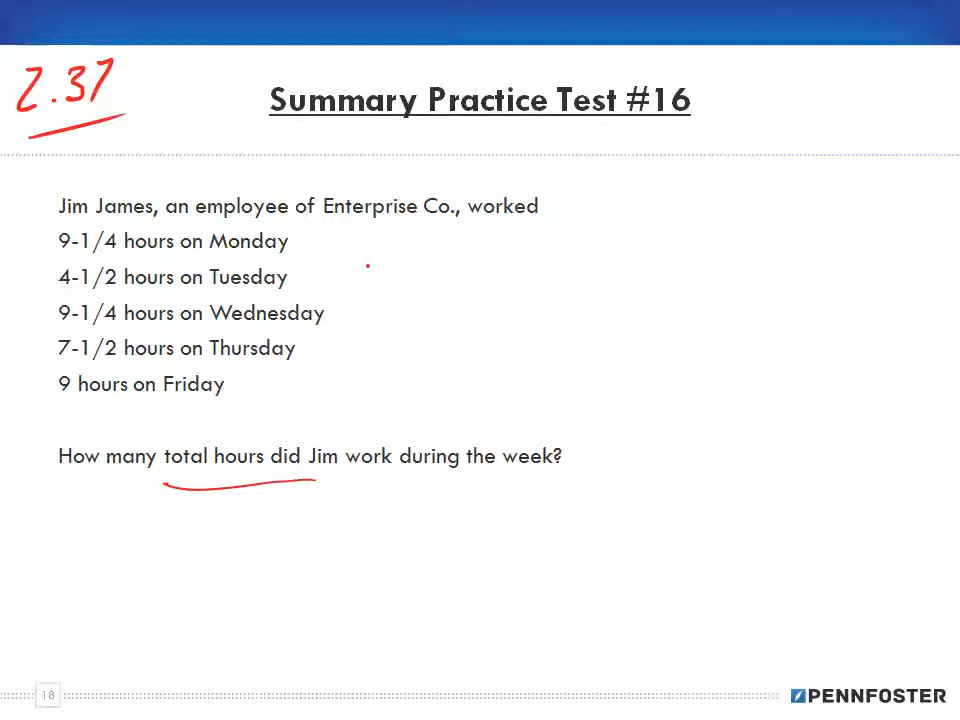 2.37
Summary Practice Test #16
Jim James, an employee of Enterprise Co., worked
9-1/4 hours on Monday
4-1/2 hours on Tuesday
9-1/4 hours on Wednesday
7-1/2 hours on Thursday
9 hours on Friday
How many total hours did Jim work during the week?
18
PENNFOSTER